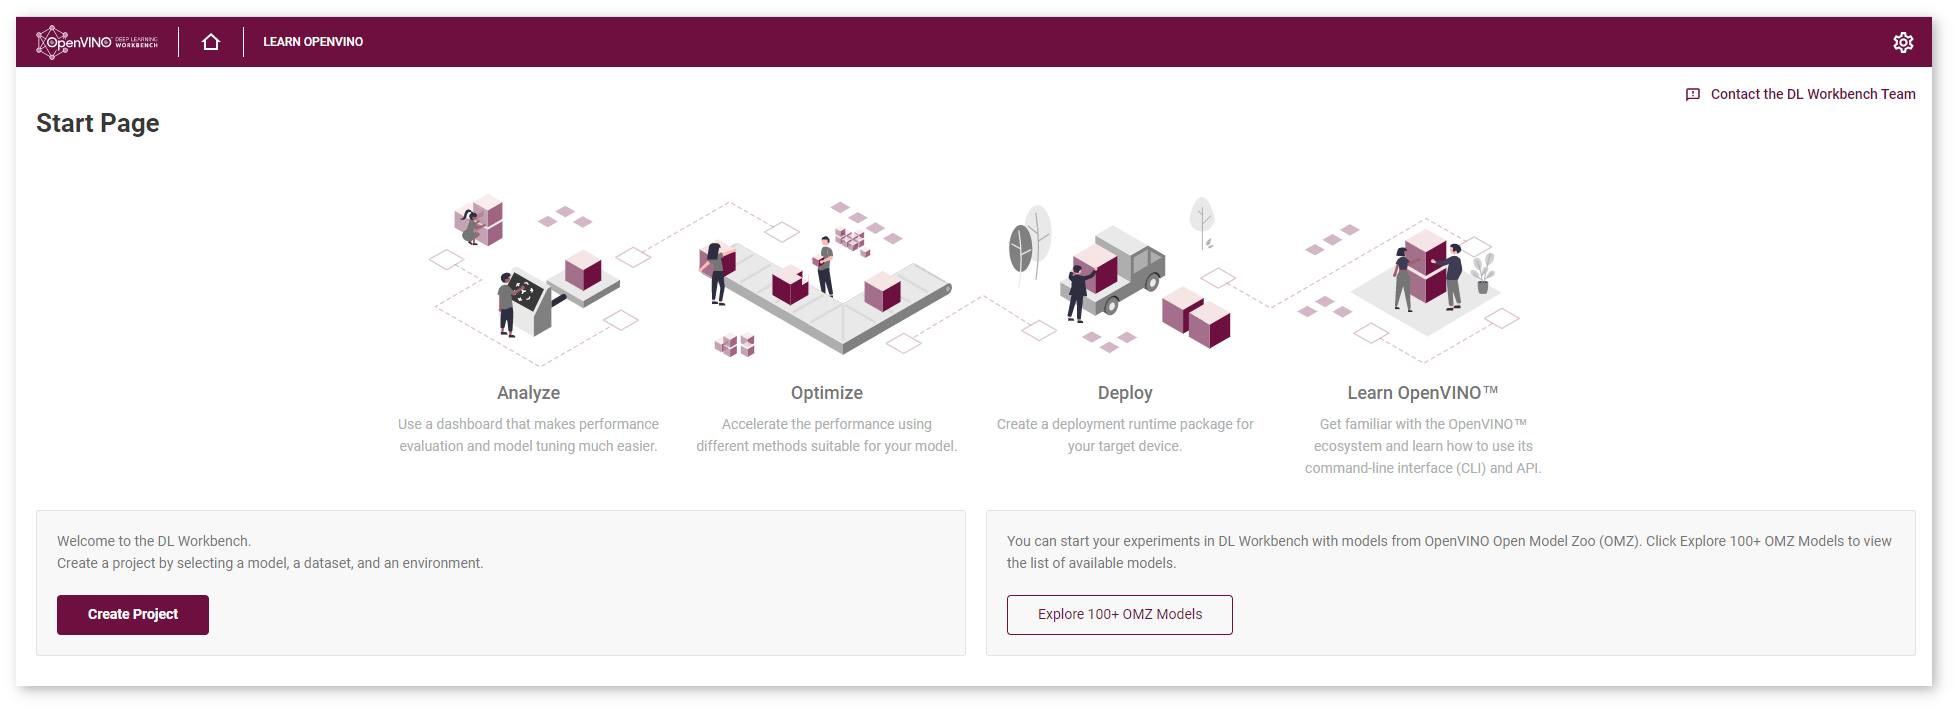 OpenVINO™ DEEP LEARNING
WORKBENCH
LEARN OPENVINO
Contact the DL Workbench Team
Start Page
Analyze
Use a dashboard that makes performance
evaluation and model tuning much easier.
Optimize
Accelerate the performance using
different methods suitable for your model.
Deploy
Create a deployment runtime package for
your target device.
Learn OpenVINO™
Get familiar with the OpenVINO™
ecosystem and learn how to use its
command-line interface (CLI) and API.
Welcome to the DL Workbench.
Create a project by selecting a model, a dataset, and an environment.
Create Project
You can start your experiments in DL Workbench with models from OpenVINO Open Model Zoo (OMZ). Click Explore 100+ OMZ Models to view
the list of available models.
Explore 100+ OMZ Models